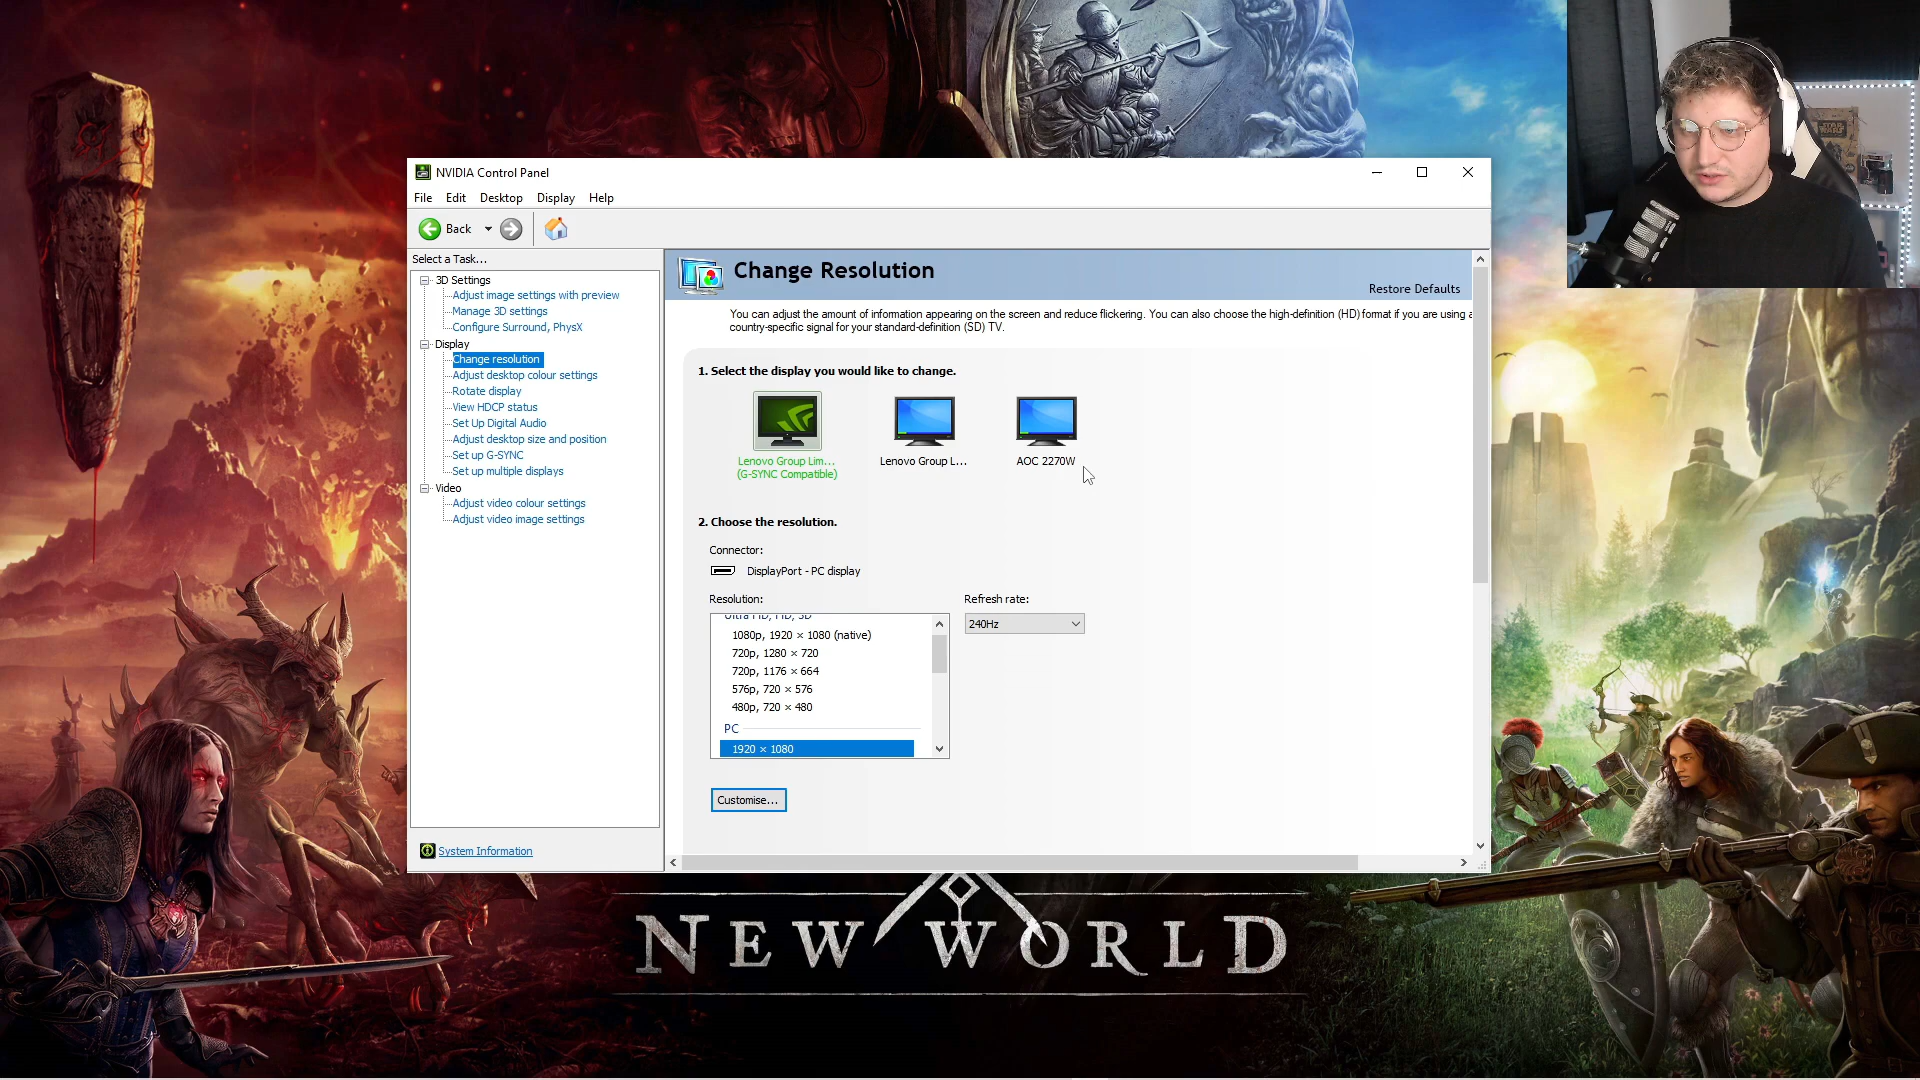 NVIDIA Control Panel
File Edit Desktop Display Help
Back
Select a Task...
3D Settings
Adjust image settings with preview
Manage 3D settings
Configure Surround, PhysX
Display
Change resolution
Adjust desktop colour settings
Rotate display
View HDCP status
Set Up Digital Audio
Adjust desktop size and position
Set up G-SYNC
Set up multiple displays
Video
Adjust video colour settings
Adjust video image settings
System Information
Change Resolution
Restore Defaults
You can adjust the amount of information appearing on the screen and reduce flickering. You can also choose the high-definition (HD) format if you are using a
country-specific signal for your standard-definition (SD) TV.
1. Select the display you would like to change.
Lenovo Group Lim...
(G-SYNC Compatible)
Lenovo Group L...
AOC 2270W
2. Choose the resolution.
Connector:
DisplayPort - PC display
Resolution:
Refresh rate:
Ultra HD, HD, SD
1080p, 1920 × 1080 (native)
720p, 1280 × 720
720p, 1176 × 664
576p, 720 × 576
480p, 720 × 480
PC
1920 × 1080
240Hz
Customise...
NEW WORLD
STAR
WARS